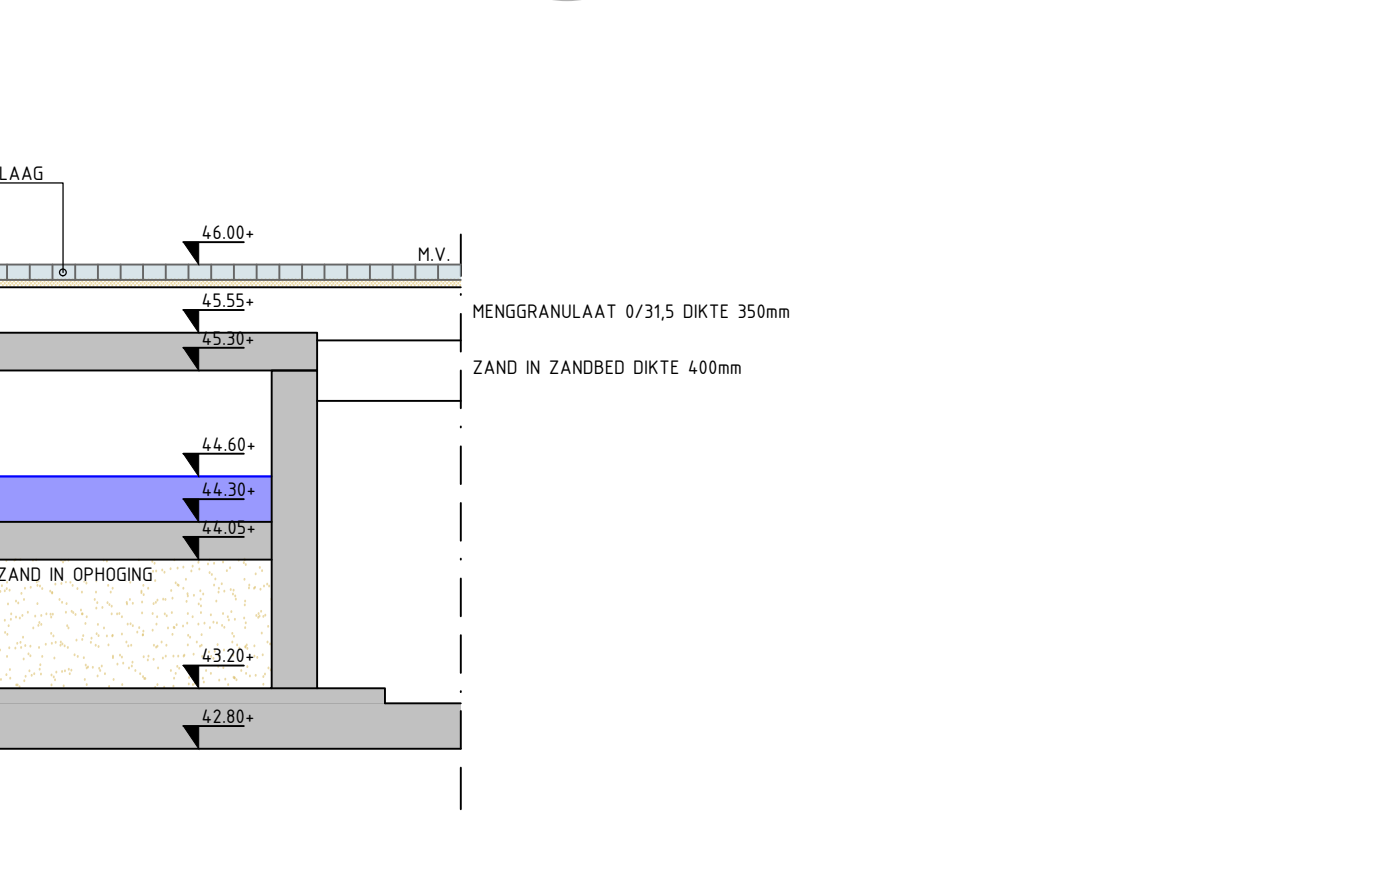 LAAG
46.00+
M.V.
45.55+
MENGGRANULAAT 0/31,5 DIKTE 350mm
45.30+
ZAND IN ZANDBED DIKTE 400mm
44.60+
44.30+
44.05+
ZAND IN OPHOGING
43.20+
42.80+